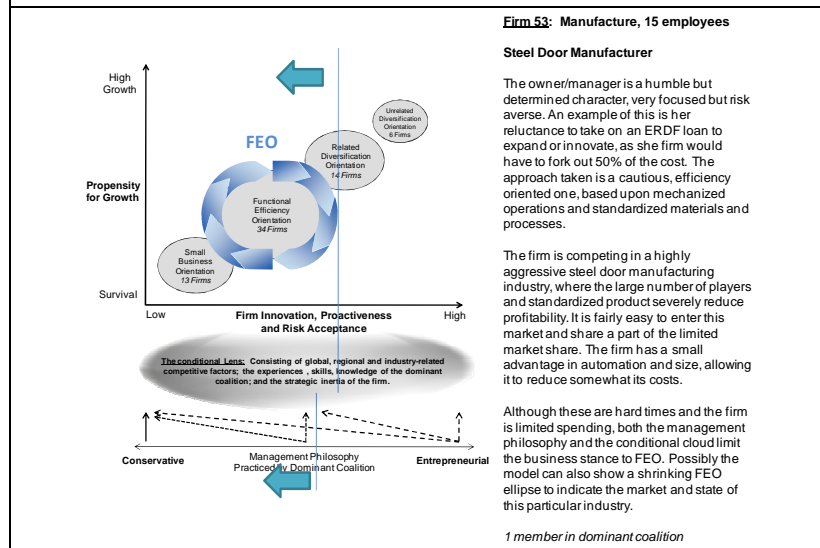 High
Growth
Unrelated
Diversification
Orientation
6 Firms
FEO
Related
Diversification
Orientation
14 Firms
Propensity
for Growth
Functional
Efficiency
Orientation
34 Firms
Small
Business
Orientation
13 Firms
Survival
Low
Firm Innovation, Proactiveness
and Risk Acceptance
High
The conditional Lens: Consisting of global, regional and industry-related
competitive factors; the experiences , skills, knowledge of the dominant
coalition; and the strategic inertia of the firm.
Conservative
Management Philosophy
Practiced by Dominant Coalition
Entrepreneurial
Firm 53: Manufacture, 15 employees
Steel Door Manufacturer
The owner/manager is a humble but
determined character, very focused but risk
averse. An example of this is her
reluctance to take on an ERDF loan to
expand or innovate, as she firm would
have to fork out 50% of the cost. The
approach taken is a cautious, efficiency
oriented one, based upon mechanized
operations and standardized materials and
processes.
The firm is competing in a highly
aggressive steel door manufacturing
industry, where the large number of players
and standardized product severely reduce
profitability. It is fairly easy to enter this
market and share a part of the limited
market share. The firm has a small
advantage in automation and size, allowing
it to reduce somewhat its costs.
Although these are hard times and the firm
is limited spending, both the management
philosophy and the conditional cloud limit
the business stance to FEO. Possibly the
model can also show a shrinking FEO
ellipse to indicate the market and state of
this particular industry.
1 member in dominant coalition